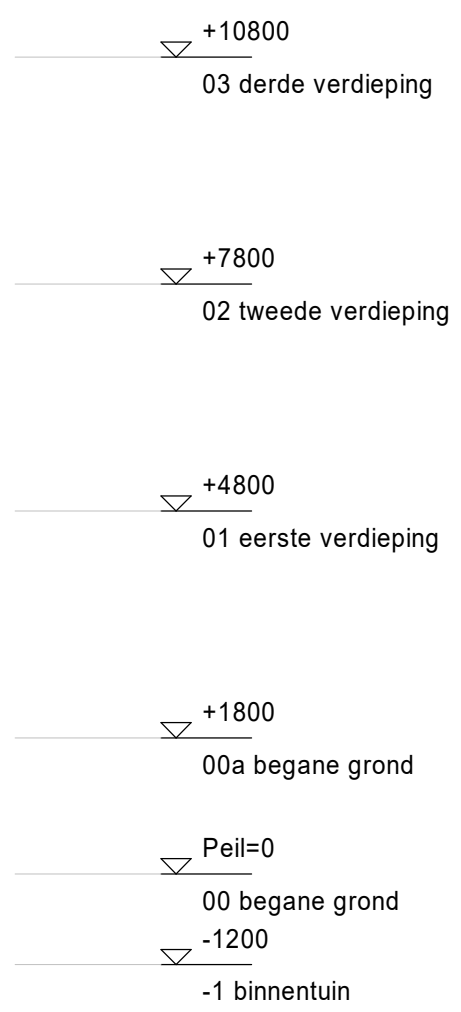 +10800
03 derde verdieping
+7800
02 tweede verdieping
+4800
01 eerste verdieping
+1800
00a begane grond
Peil=0
00 begane grond
-1200
-1 binnentuin